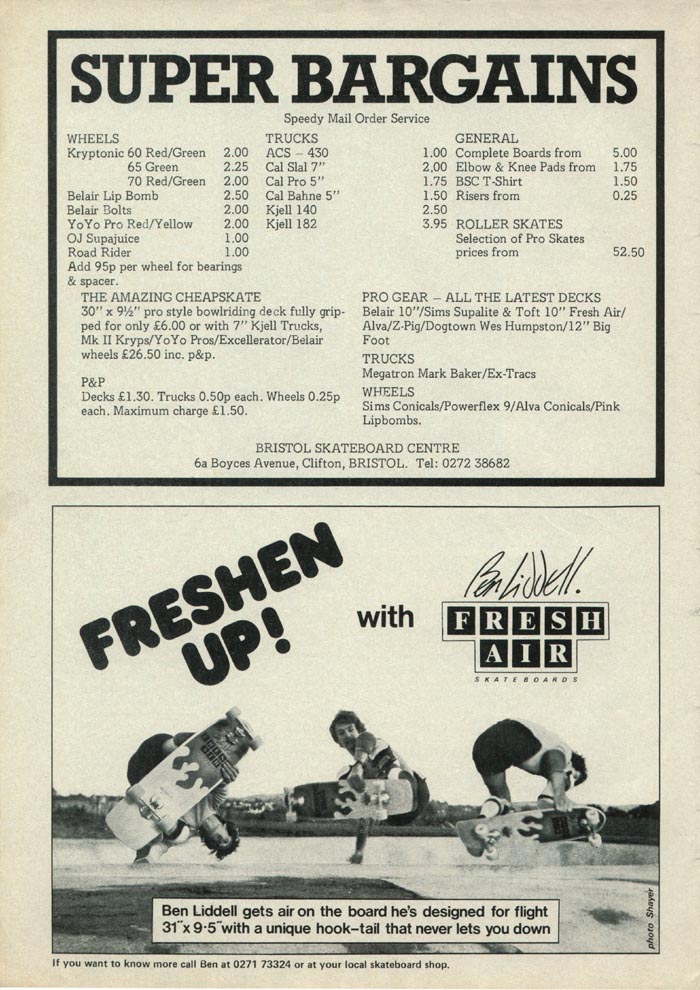 SUPER BARGAINS
Speedy Mail Order Service
WHEELS
Kryptonic 60 Red/Green 2.00
65 Green 2.25
70 Red/Green 2.00
Belair Lip Bomb 2.50
Belair Bolts 2.00
YoYo Pro Red/Yellow 2.00
OJ Supajuice 1.00
Road Rider 1.00
Add 95p per wheel for bearings
& spacer.
TRUCKS
ACS – 430 1.00
Cal Slal 7" 2,00
Cal Pro 5" 1.75
Cal Bahne 5" 1.50
Kjell 140 2.50
Kjell 182 3.95
GENERAL
Complete Boards from 5.00
Elbow & Knee Pads from 1.75
BSC T-Shirt 1.50
Risers from 0.25
ROLLER SKATES
Selection of Pro Skates
prices from 52.50
THE AMAZING CHEAPSKATE
30" x 9½" pro style bowlriding deck fully grip-
ped for only £6.00 or with 7" Kjell Trucks,
Mk II Kryps/YoYo Pros/Excellerator/Belair
wheels £26.50 inc. p&p.
P&P
Decks £1.30. Trucks 0.50p each. Wheels 0.25p
each. Maximum charge £1.50.
PRO GEAR – ALL THE LATEST DECKS
Belair 10"/Sims Supalite & Toft 10" Fresh Air/
Alva/Z-Pig/Dogtown Wes Humpston/12" Big
Foot
TRUCKS
Megatron Mark Baker/Ex-Tracs
WHEELS
Sims Conicals/Powerflex 9/Alva Conicals/Pink
Lipbombs.
BRISTOL SKATEBOARD CENTRE
6a Boyces Avenue, Clifton, BRISTOL. Tel: 0272 38682
FRESHEN
UP!
with
Ben Liddell.
FRESH
AIR
SKATEBOARDS
Ben Liddell gets air on the board he's designed for flight
31"x 9·5"with a unique hook-tail that never lets you down
photo Shayer
If you want to know more call Ben at 0271 73324 or at your local skateboard shop.